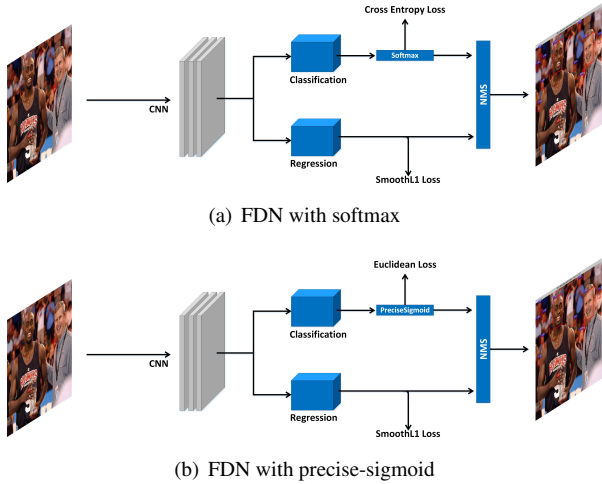 Cross Entropy Loss
Softmax
Classification
CNN
NMS
Regression
SmoothL1 Loss
(a) FDN with softmax
Euclidean Loss
PreciseSigmoid
Classification
CNN
NMS
Regression
SmoothL1 Loss
(b) FDN with precise-sigmoid